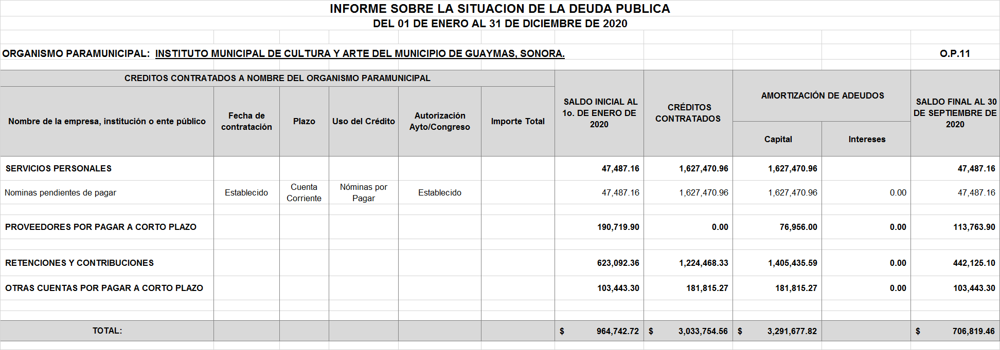 INFORME SOBRE LA SITUACION DE LA DEUDA PUBLICA
DEL 01 DE ENERO AL 31 DE DICIEMBRE DE 2020
ORGANISMO PARAMUNICIPAL: INSTITUTO MUNICIPAL DE CULTURA Y ARTE DEL MUNICIPIO DE GUAYMAS, SONORA. O.P.11
CREDITOS CONTRATADOS A NOMBRE DEL ORGANISMO PARAMUNICIPAL
Nombre de la empresa, institución o ente público
Fecha de
contratación
Plazo
Uso del Crédito
Autorización
Ayto/Congreso
Importe Total
SALDO INICIAL AL
1o. DE ENERO DE
2020
CRÉDITOS
CONTRATADOS
AMORTIZACIÓN DE ADEUDOS
Capital
Intereses
SALDO FINAL AL 30
DE SEPTIEMBRE DE
2020
SERVICIOS PERSONALES 47,487.16 1,627,470.96 1,627,470.96 47,487.16
Nominas pendientes de pagar
Establecido
Cuenta
Corriente
Nóminas por
Pagar
Establecido
47,487.16 1,627,470.96 1,627,470.96 0.00 47,487.16
PROVEEDORES POR PAGAR A CORTO PLAZO 190,719.90 0.00 76,956.00 0.00 113,763.90
RETENCIONES Y CONTRIBUCIONES 623,092.36 1,224,468.33 1,405,435.59 0.00 442,125.10
OTRAS CUENTAS POR PAGAR A CORTO PLAZO 103,443.30 181,815.27 181,815.27 0.00 103,443.30
TOTAL: $ 964,742.72 $ 3,033,754.56 $ 3,291,677.82 $ 706,819.46